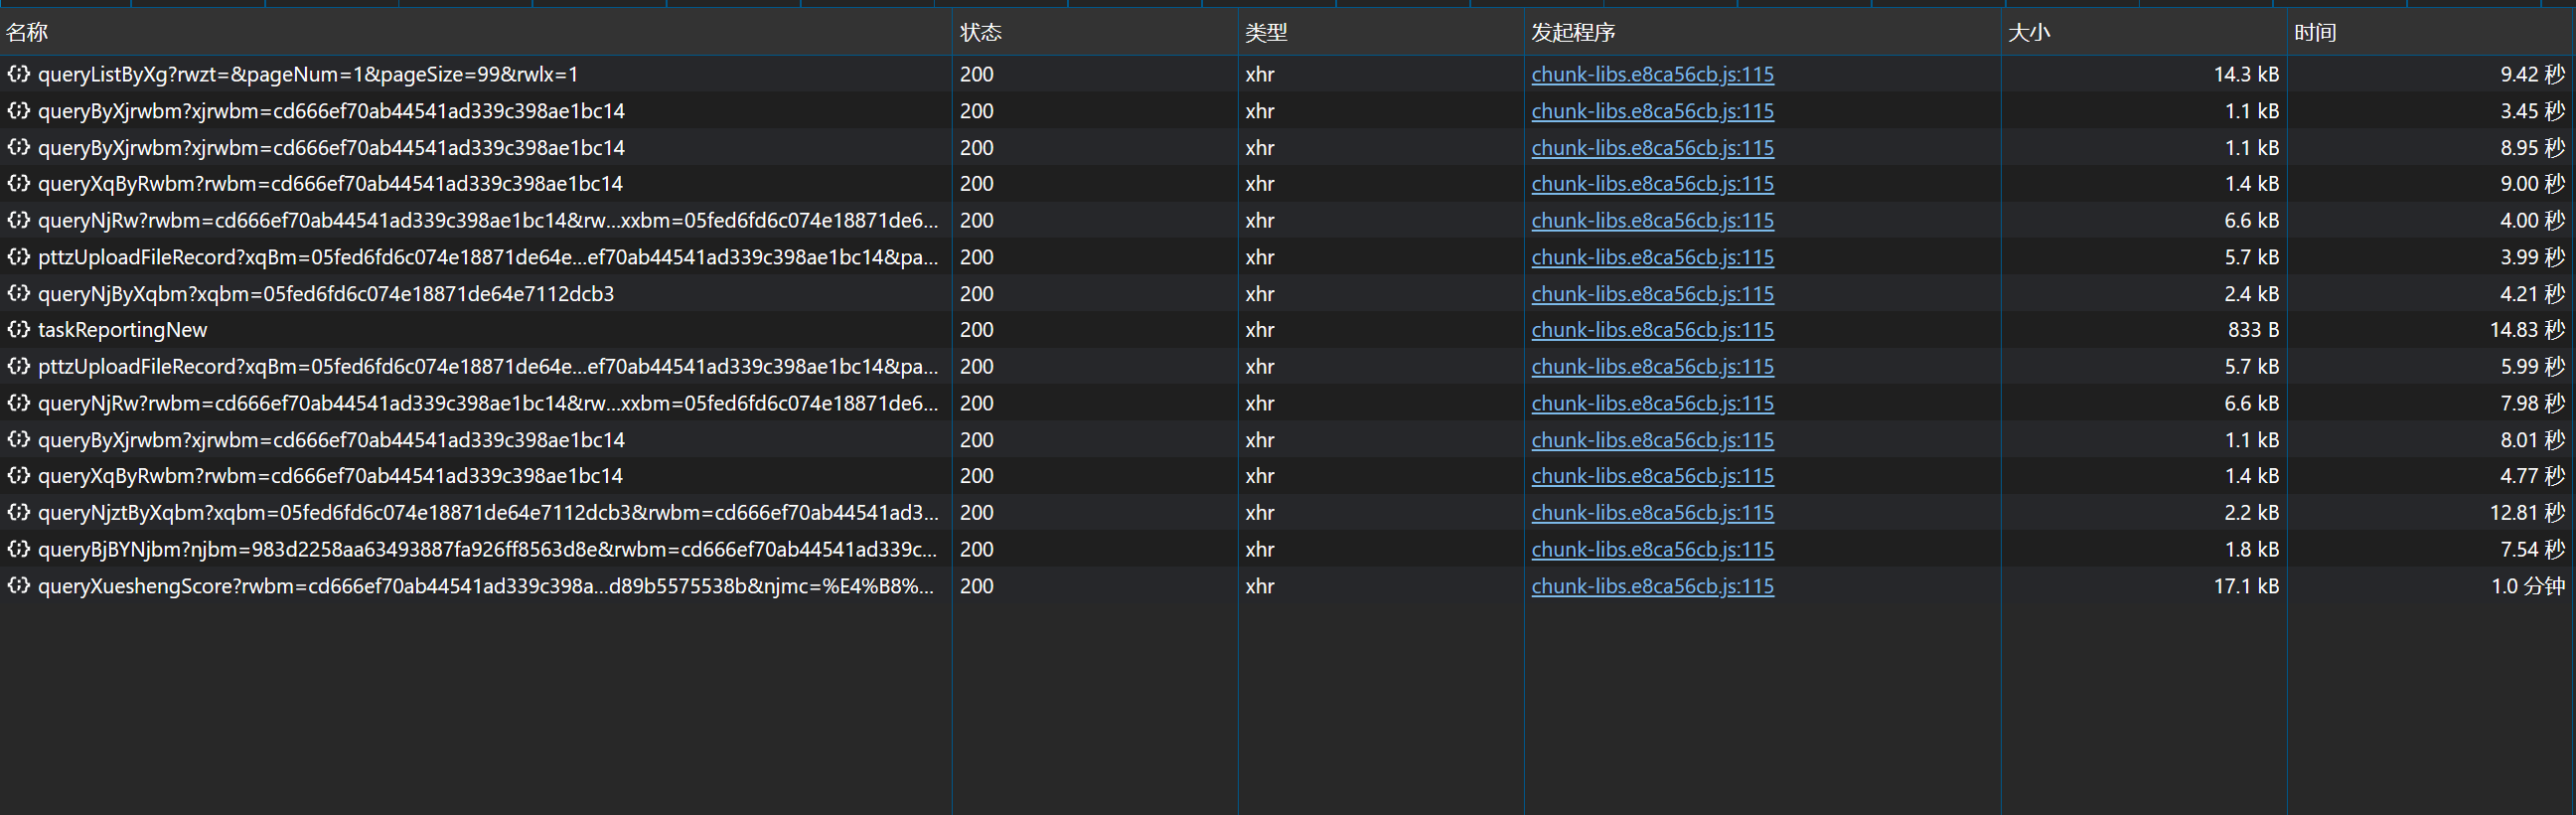 名称 状态 类型 发起程序 大小 时间
queryListByXg?rwzt=&pageNum=1&pageSize=99&rwlx=1 200 xhr chunk-libs.e8ca56cb.js:115 14.3 kB 9.42 秒
queryByXjrwbm?xjrwbm=cd666ef70ab44541ad339c398ae1bc14 200 xhr chunk-libs.e8ca56cb.js:115 1.1 kB 3.45 秒
queryByXjrwbm?xjrwbm=cd666ef70ab44541ad339c398ae1bc14 200 xhr chunk-libs.e8ca56cb.js:115 1.1 kB 8.95 秒
queryXqByRwbm?rwbm=cd666ef70ab44541ad339c398ae1bc14 200 xhr chunk-libs.e8ca56cb.js:115 1.4 kB 9.00 秒
queryNjRw?rwbm=cd666ef70ab44541ad339c398ae1bc14&rw...xxbm=05fed6fd6c074e18871de6... 200 xhr chunk-libs.e8ca56cb.js:115 6.6 kB 4.00 秒
pttzUploadFileRecord?xqBm=05fed6fd6c074e18871de64e...ef70ab44541ad339c398ae1bc14&pa... 200 xhr chunk-libs.e8ca56cb.js:115 5.7 kB 3.99 秒
queryNjByXqbm?xqbm=05fed6fd6c074e18871de64e7112dcb3 200 xhr chunk-libs.e8ca56cb.js:115 2.4 kB 4.21 秒
taskReportingNew 200 xhr chunk-libs.e8ca56cb.js:115 833 B 14.83 秒
pttzUploadFileRecord?xqBm=05fed6fd6c074e18871de64e...ef70ab44541ad339c398ae1bc14&pa... 200 xhr chunk-libs.e8ca56cb.js:115 5.7 kB 5.99 秒
queryNjRw?rwbm=cd666ef70ab44541ad339c398ae1bc14&rw...xxbm=05fed6fd6c074e18871de6... 200 xhr chunk-libs.e8ca56cb.js:115 6.6 kB 7.98 秒
queryByXjrwbm?xjrwbm=cd666ef70ab44541ad339c398ae1bc14 200 xhr chunk-libs.e8ca56cb.js:115 1.1 kB 8.01 秒
queryXqByRwbm?rwbm=cd666ef70ab44541ad339c398ae1bc14 200 xhr chunk-libs.e8ca56cb.js:115 1.4 kB 4.77 秒
queryNjztByXqbm?xqbm=05fed6fd6c074e18871de64e7112dcb3&rwbm=cd666ef70ab44541ad3... 200 xhr chunk-libs.e8ca56cb.js:115 2.2 kB 12.81 秒
queryBjBYNjbm?njbm=983d2258aa63493887fa926ff8563d8e&rwbm=cd666ef70ab44541ad339c... 200 xhr chunk-libs.e8ca56cb.js:115 1.8 kB 7.54 秒
queryXueshengScore?rwbm=cd666ef70ab44541ad339c398a...d89b5575538b&njmc=%E4%B8%... 200 xhr chunk-libs.e8ca56cb.js:115 17.1 kB 1.0 分钟